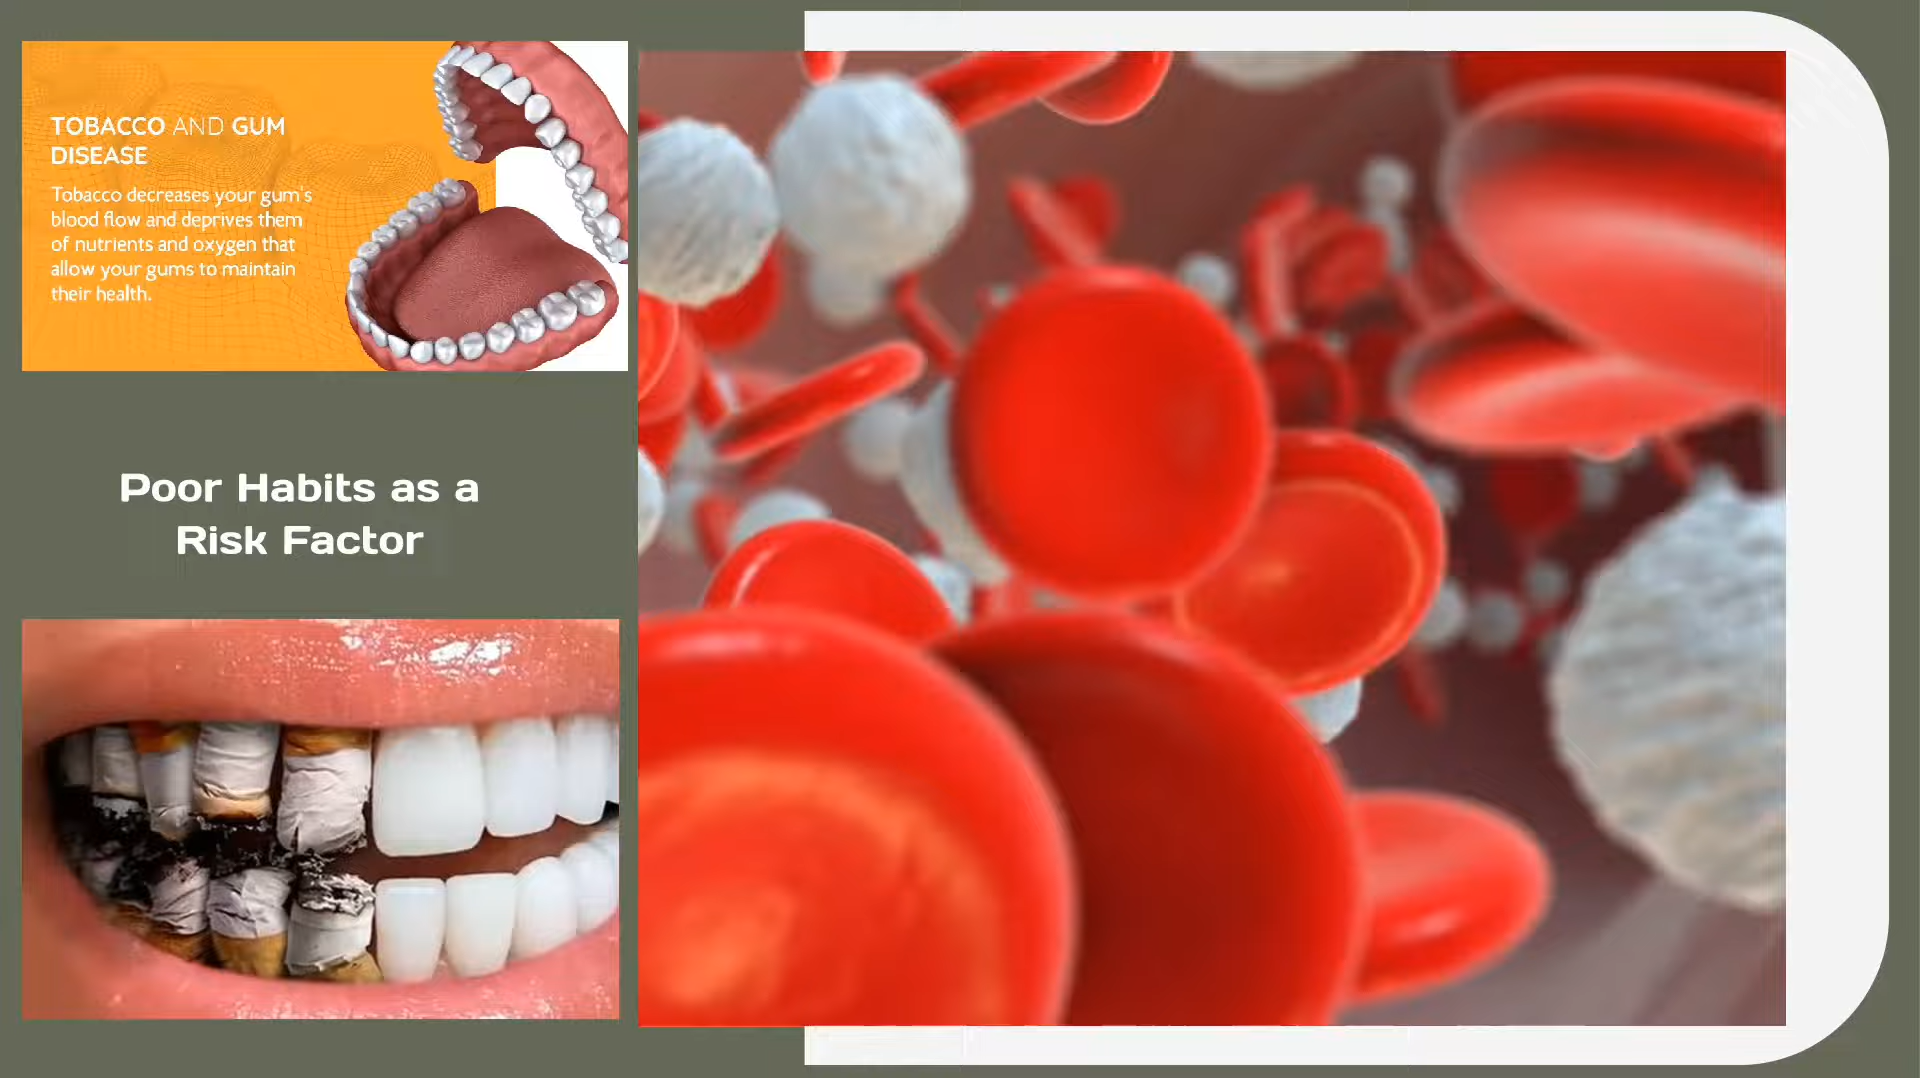 TOBACCO AND GUM
DISEASE
Tobacco decreases your gum's
blood flow and deprives them
of nutrients and oxygen that
allow your gums to maintain
their health.
Poor Habits as a
Risk Factor